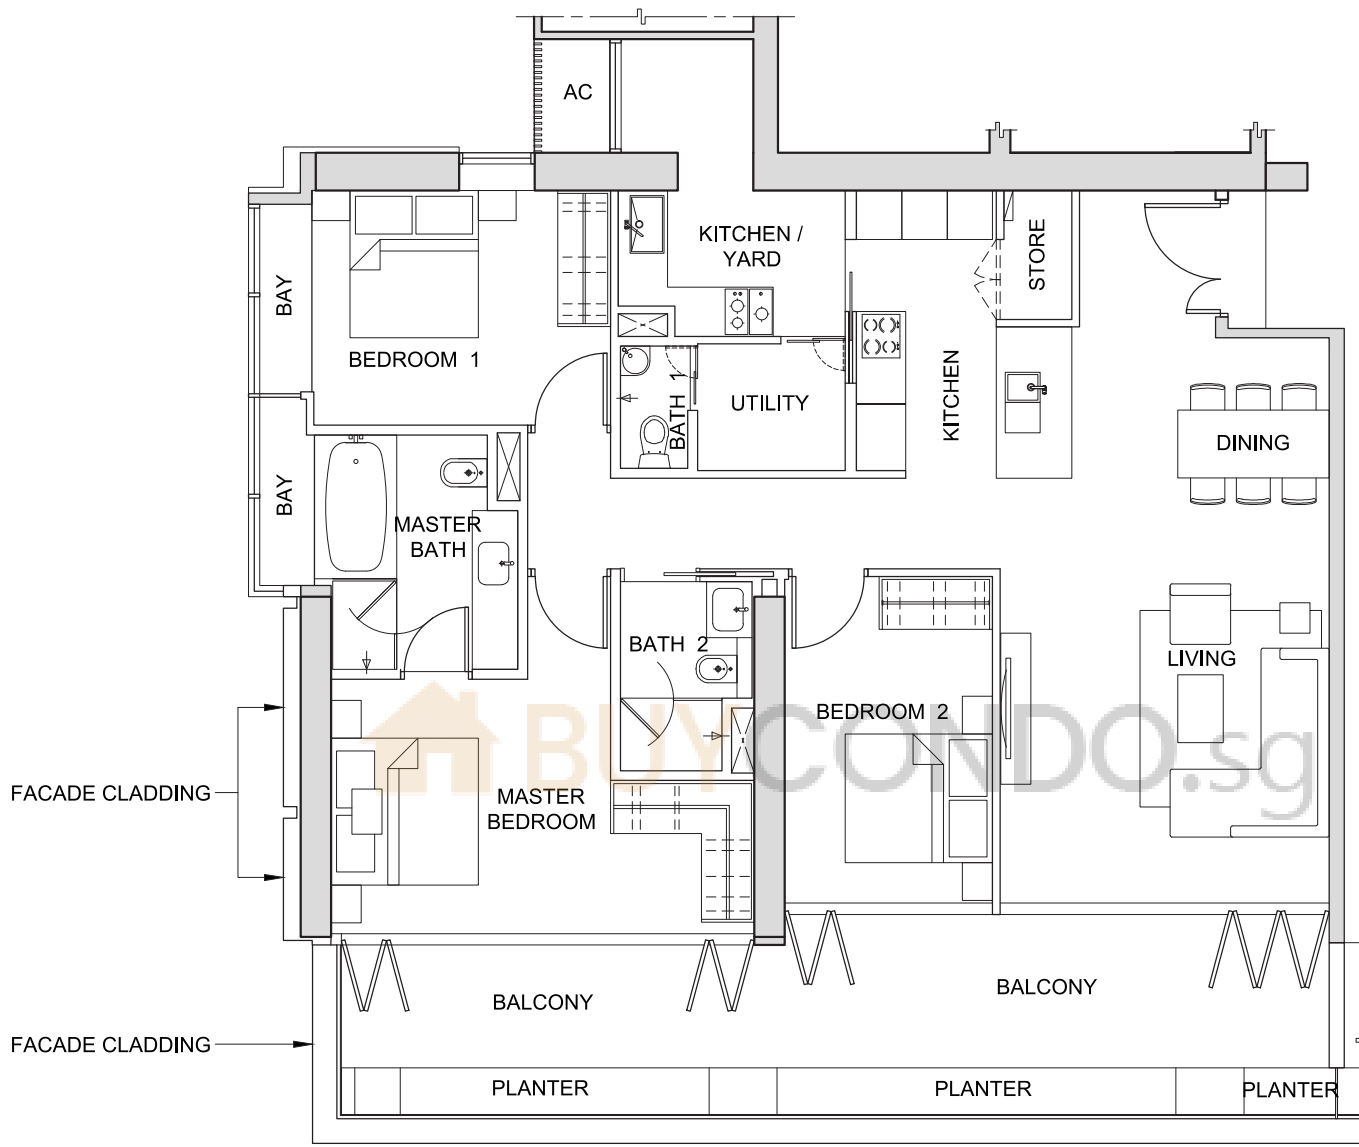 AC
KITCHEN /
YARD
STORE
BAY
BEDROOM 1
KITCHEN
UTILITY
BATH 1
DINING
BAY
MASTER
BATH
BATH 2
LIVING
BEDROOM 2
BUYCONDO.sg
FACADE CLADDING
MASTER
BEDROOM
BALCONY
BALCONY
FACADE CLADDING
PLANTER
PLANTER
PLANTER